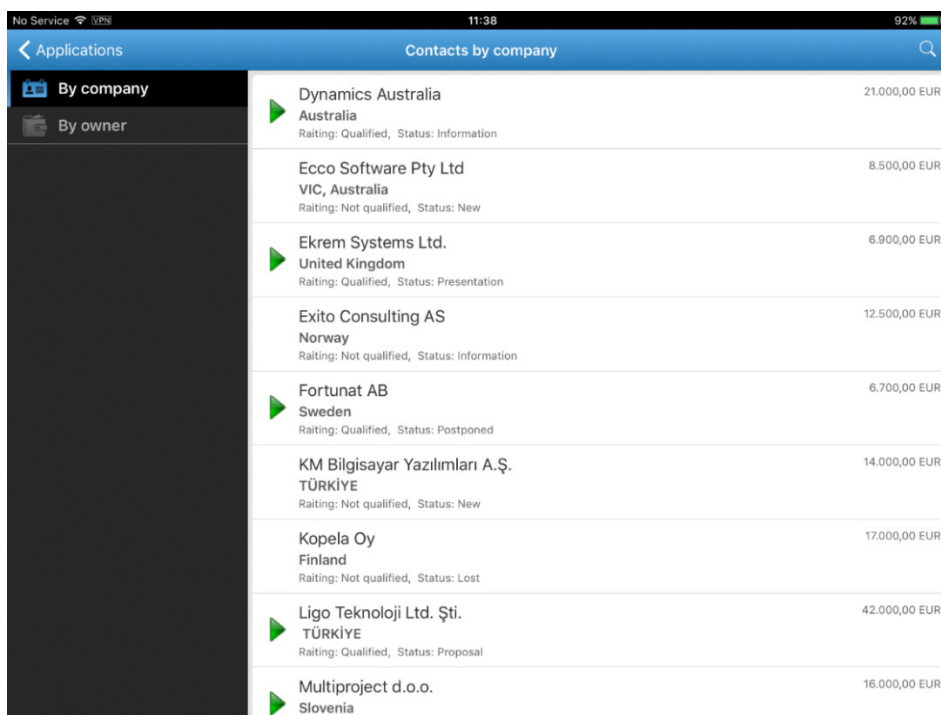 No Service VPN 11:38 92%
Applications Contacts by company
By company
By owner
Dynamics Australia 21.000,00 EUR
Australia
Raiting: Qualified, Status: Information
Ecco Software Pty Ltd 8.500,00 EUR
VIC, Australia
Raiting: Not qualified, Status: New
Ekrem Systems Ltd. 6.900,00 EUR
United Kingdom
Raiting: Qualified, Status: Presentation
Exito Consulting AS 12.500,00 EUR
Norway
Raiting: Not qualified, Status: Information
Fortunat AB 6.700,00 EUR
Sweden
Raiting: Qualified, Status: Postponed
KM Bilgisayar Yazılımları A.Ş. 14.000,00 EUR
TÜRKİYE
Raiting: Not qualified, Status: New
Kopela Oy 17.000,00 EUR
Finland
Raiting: Not qualified, Status: Lost
Ligo Teknoloji Ltd. Şti. 42.000,00 EUR
TÜRKİYE
Raiting: Qualified, Status: Proposal
Multiproject d.o.o. 16.000,00 EUR
Slovenia